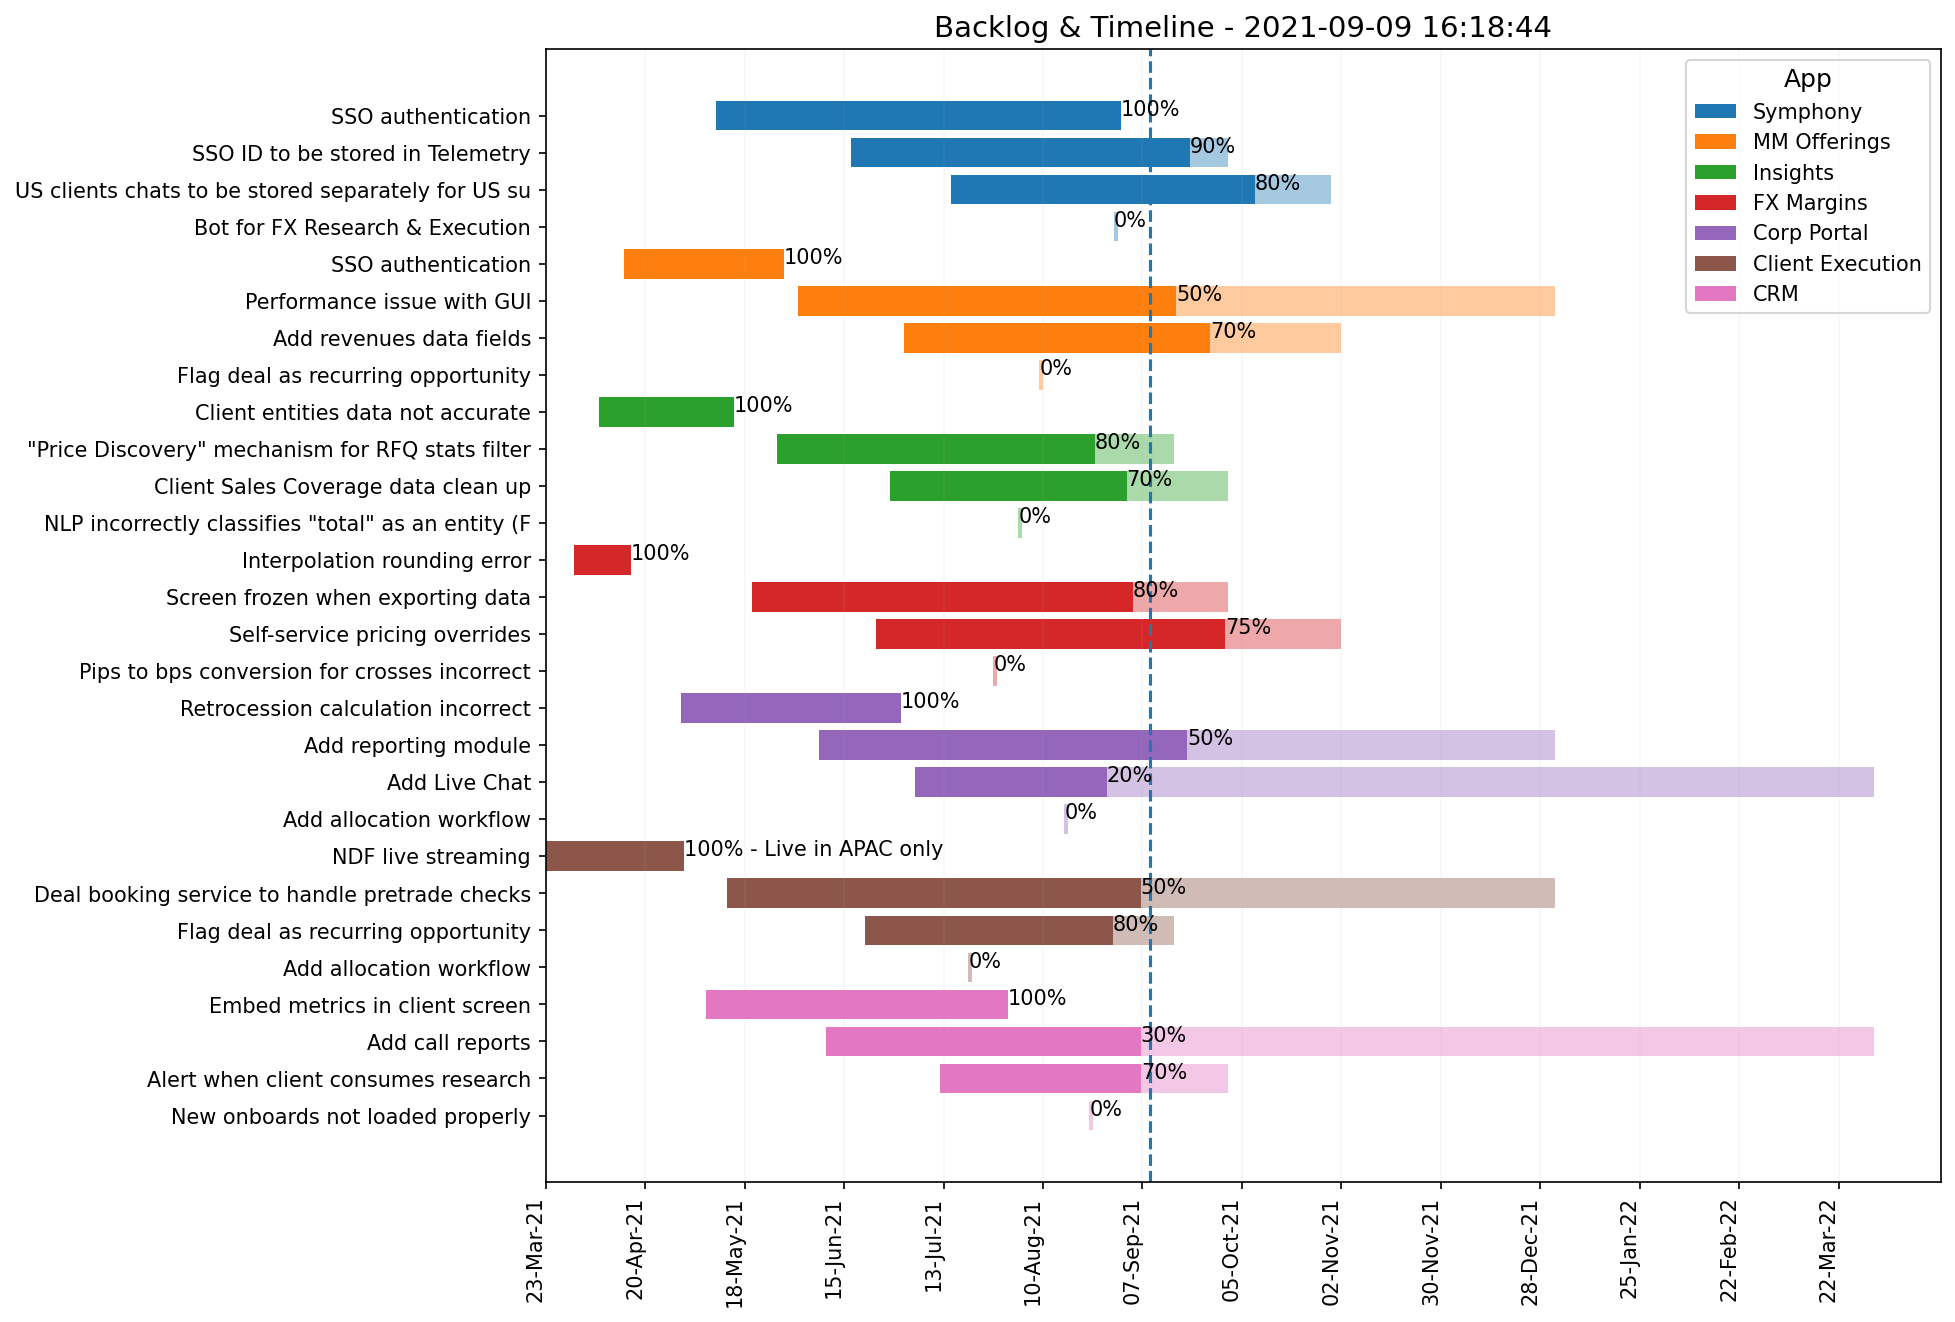 Backlog & Timeline - 2021-09-09 16:18:44
App
Symphony
MM Offerings
Insights
FX Margins
Corp Portal
Client Execution
CRM
SSO authentication 100%
SSO ID to be stored in Telemetry 90%
US clients chats to be stored separately for US su 80%
Bot for FX Research & Execution 0%
SSO authentication 100%
Performance issue with GUI 50%
Add revenues data fields 70%
Flag deal as recurring opportunity 0%
Client entities data not accurate 100%
"Price Discovery" mechanism for RFQ stats filter 80%
Client Sales Coverage data clean up 70%
NLP incorrectly classifies "total" as an entity (F 0%
Interpolation rounding error 100%
Screen frozen when exporting data 80%
Self-service pricing overrides 75%
Pips to bps conversion for crosses incorrect 0%
Retrocession calculation incorrect 100%
Add reporting module 50%
Add Live Chat 20%
Add allocation workflow 0%
NDF live streaming 100% - Live in APAC only
Deal booking service to handle pretrade checks 50%
Flag deal as recurring opportunity 80%
Add allocation workflow 0%
Embed metrics in client screen 100%
Add call reports 30%
Alert when client consumes research 70%
New onboards not loaded properly 0%
23-Mar-21
20-Apr-21
18-May-21
15-Jun-21
13-Jul-21
10-Aug-21
07-Sep-21
05-Oct-21
02-Nov-21
30-Nov-21
28-Dec-21
25-Jan-22
22-Feb-22
22-Mar-22